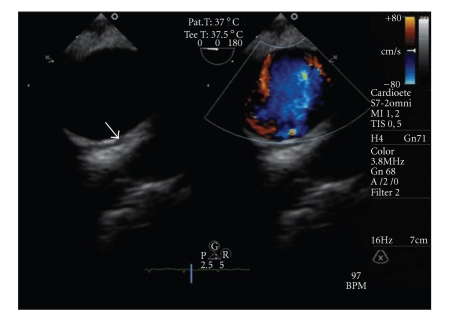 Pat.T: 37° C
Tee T: 37.5° C
0 0 180
+80
cm/s
−80
Cardioete
S7-2omni
MI 1, 2
TIS 0, 5
H4 Gn71
Color
3.8MHz
Gn 68
A /2 /0
Filter 2
16Hz 7cm
G
P R
2.5 5
x
97
BPM